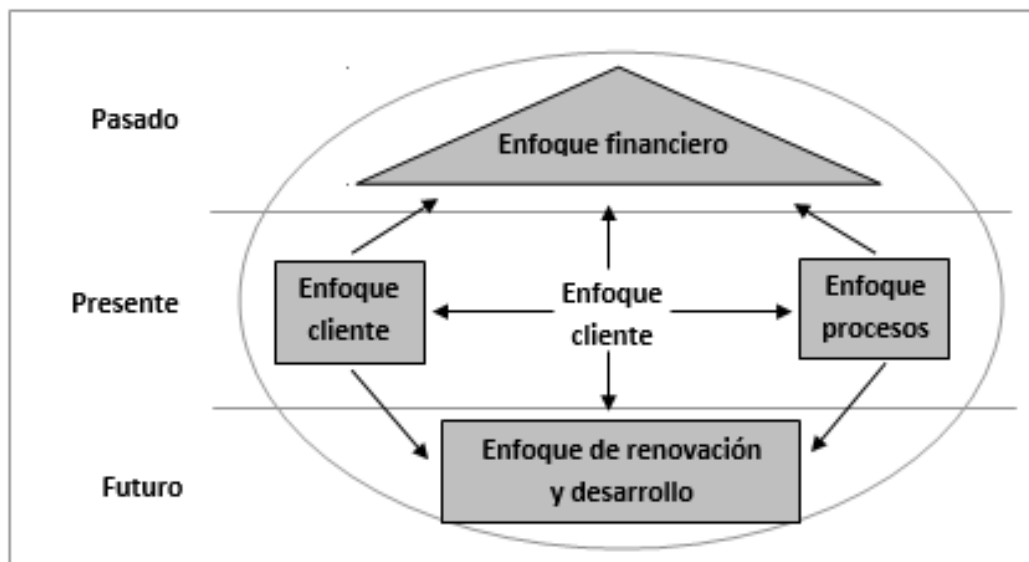 Pasado
Enfoque financiero
Presente
Enfoque
cliente
Enfoque
cliente
Enfoque
procesos
Futuro
Enfoque de renovación
y desarrollo